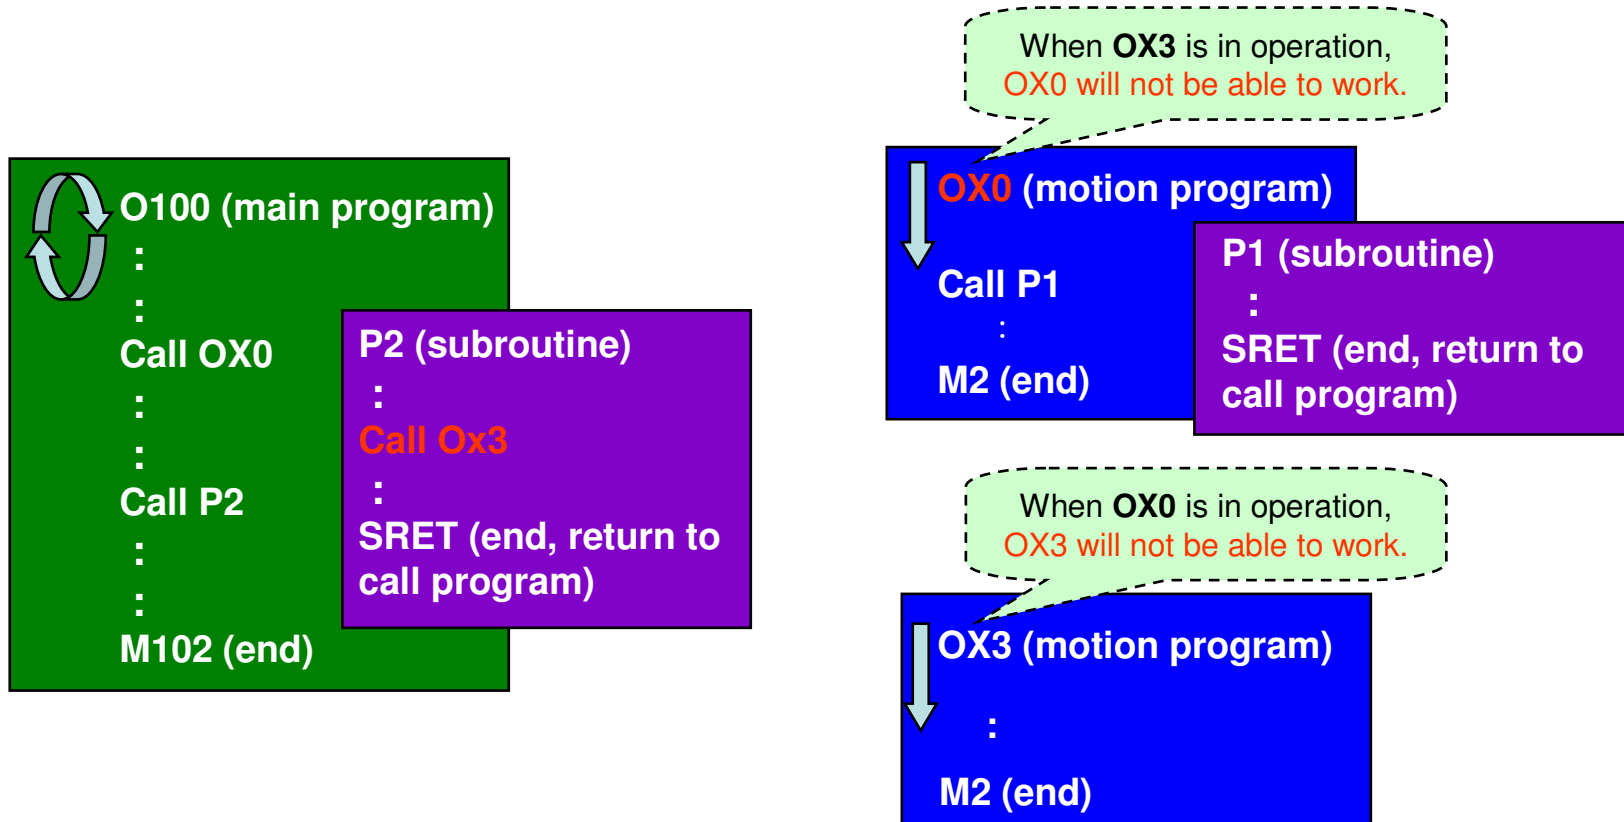 O100 (main program)
:
:
Call OX0
:
:
Call P2
:
:
M102 (end)
P2 (subroutine)
:
Call Ox3
:
SRET (end, return to
call program)
When OX3 is in operation,
OX0 will not be able to work.
OX0 (motion program)
Call P1
:
M2 (end)
P1 (subroutine)
:
SRET (end, return to
call program)
When OX0 is in operation,
OX3 will not be able to work.
OX3 (motion program)
:
M2 (end)